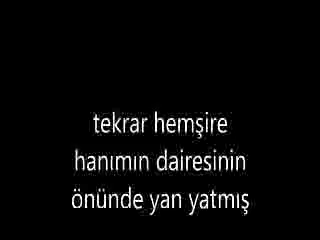 tekrar hemşire
hanımın dairesinin
önünde yan yatmış